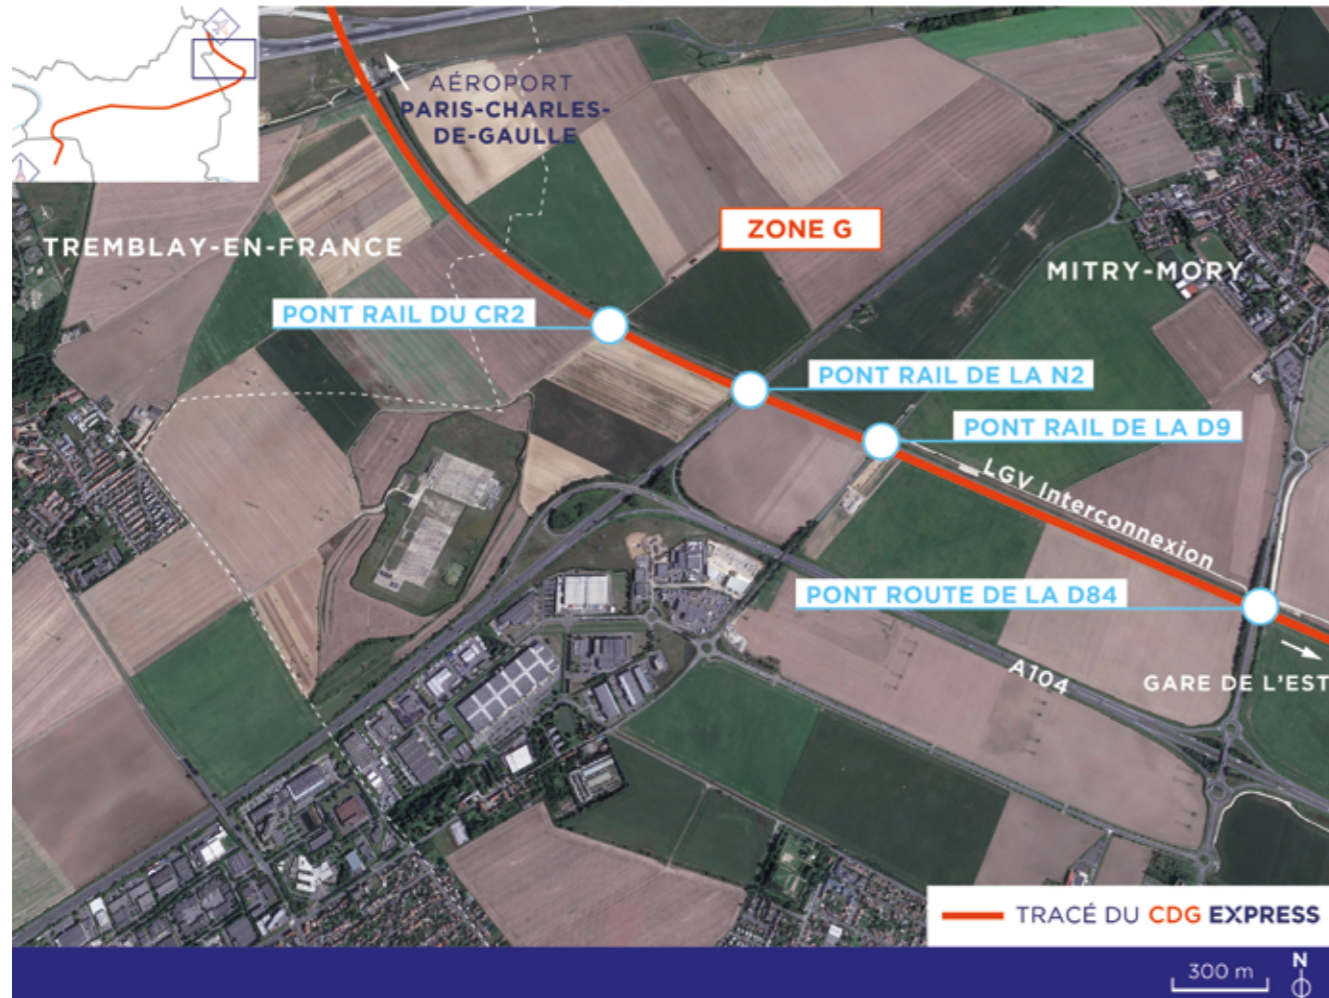 AÉROPORT
PARIS-CHARLES-
DE-GAULLE
ZONE G
TREMBLAY-EN-FRANCE
MITRY-MORY
PONT RAIL DU CR2
PONT RAIL DE LA N2
PONT RAIL DE LA D9
LGV Interconnexion
PONT ROUTE DE LA D84
A104
GARE DE L'EST
TRACÉ DU CDG EXPRESS
300 m
N